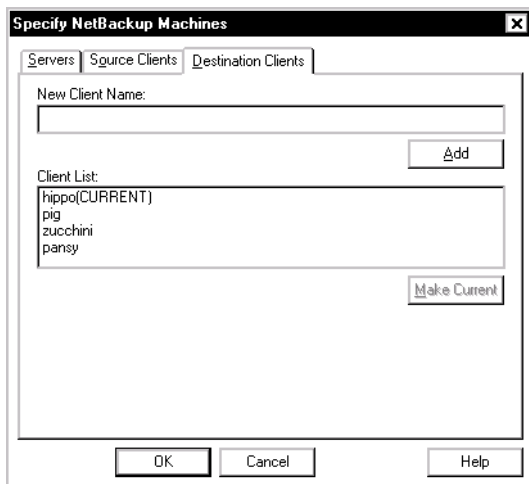 Specify NetBackup Machines
Servers Source Clients Destination Clients
New Client Name:
Add
Client List:
hippo(CURRENT)
pig
zucchini
pansy
Make Current
OK Cancel Help